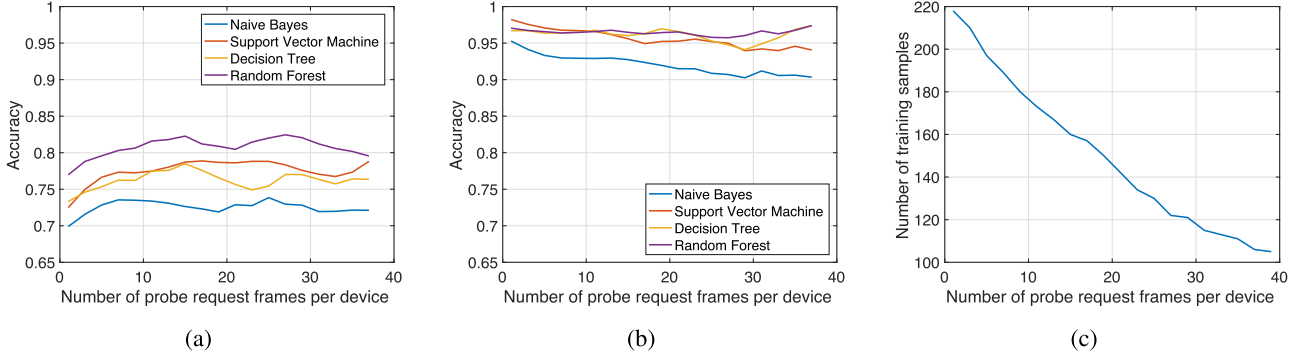 1
0.95
0.9
0.85
0.8
0.75
0.7
0.65
0 10 20 30 40
Accuracy
Number of probe request frames per device
Naive Bayes
Support Vector Machine
Decision Tree
Random Forest
(a)
1
0.95
0.9
0.85
0.8
0.75
0.7
0.65
0 10 20 30 40
Accuracy
Number of probe request frames per device
Naive Bayes
Support Vector Machine
Decision Tree
Random Forest
(b)
220
200
180
160
140
120
100
0 10 20 30 40
Number of training samples
Number of probe request frames per device
(c)